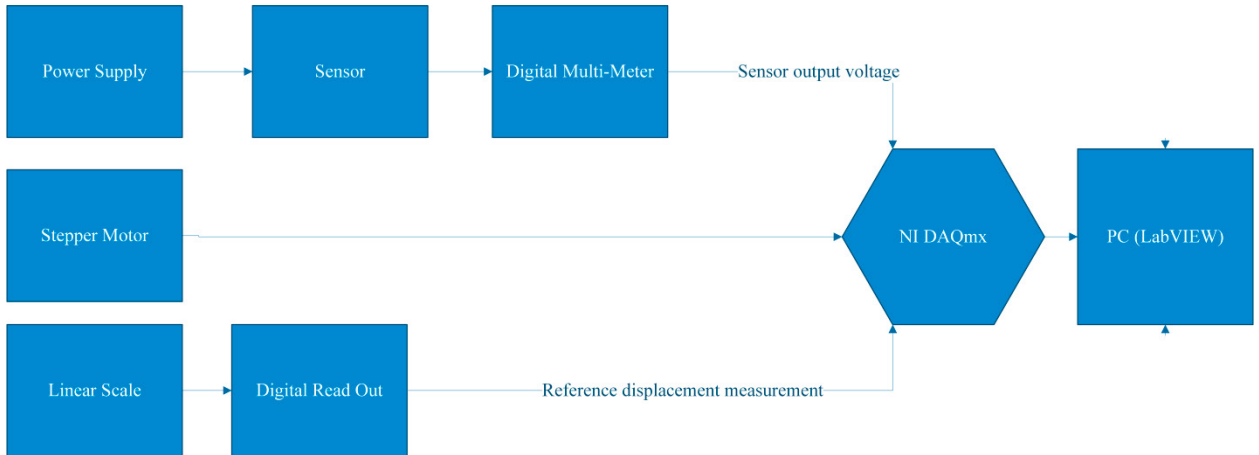 Power Supply
Sensor
Digital Multi-Meter
Sensor output voltage
Stepper Motor
NI DAQmx
PC (LabVIEW)
Linear Scale
Digital Read Out
Reference displacement measurement